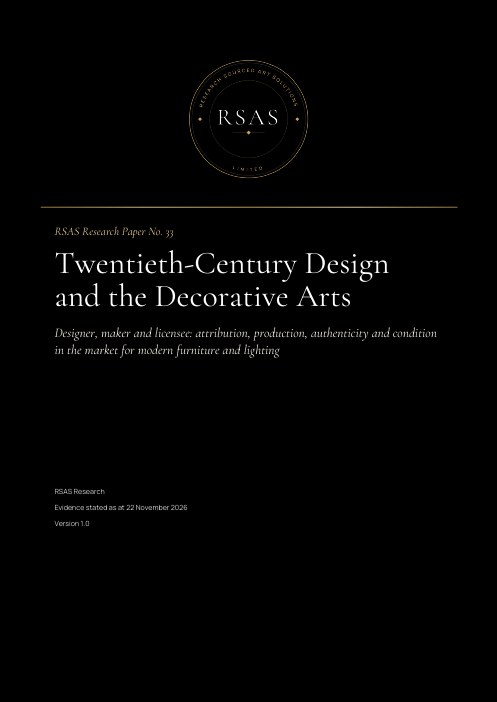 RESEARCH SOURCED ART SOLUTIONS
RSAS
LIMITED
RSAS Research Paper No. 33
Twentieth-Century Design
and the Decorative Arts
Designer, maker and licensee: attribution, production, authenticity and condition
in the market for modern furniture and lighting
RSAS Research
Evidence stated as at 22 November 2026
Version 1.0